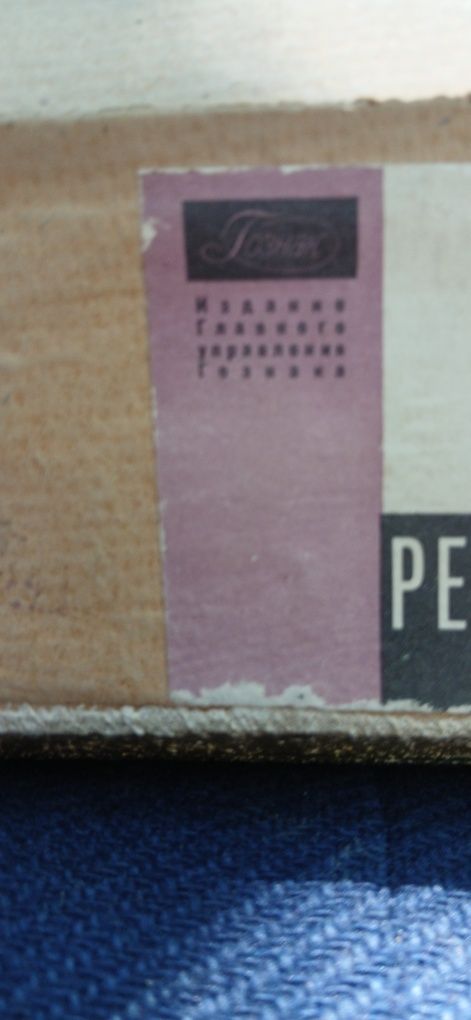 Гознак
Издание
Главного
управления
Гознака
РЕ